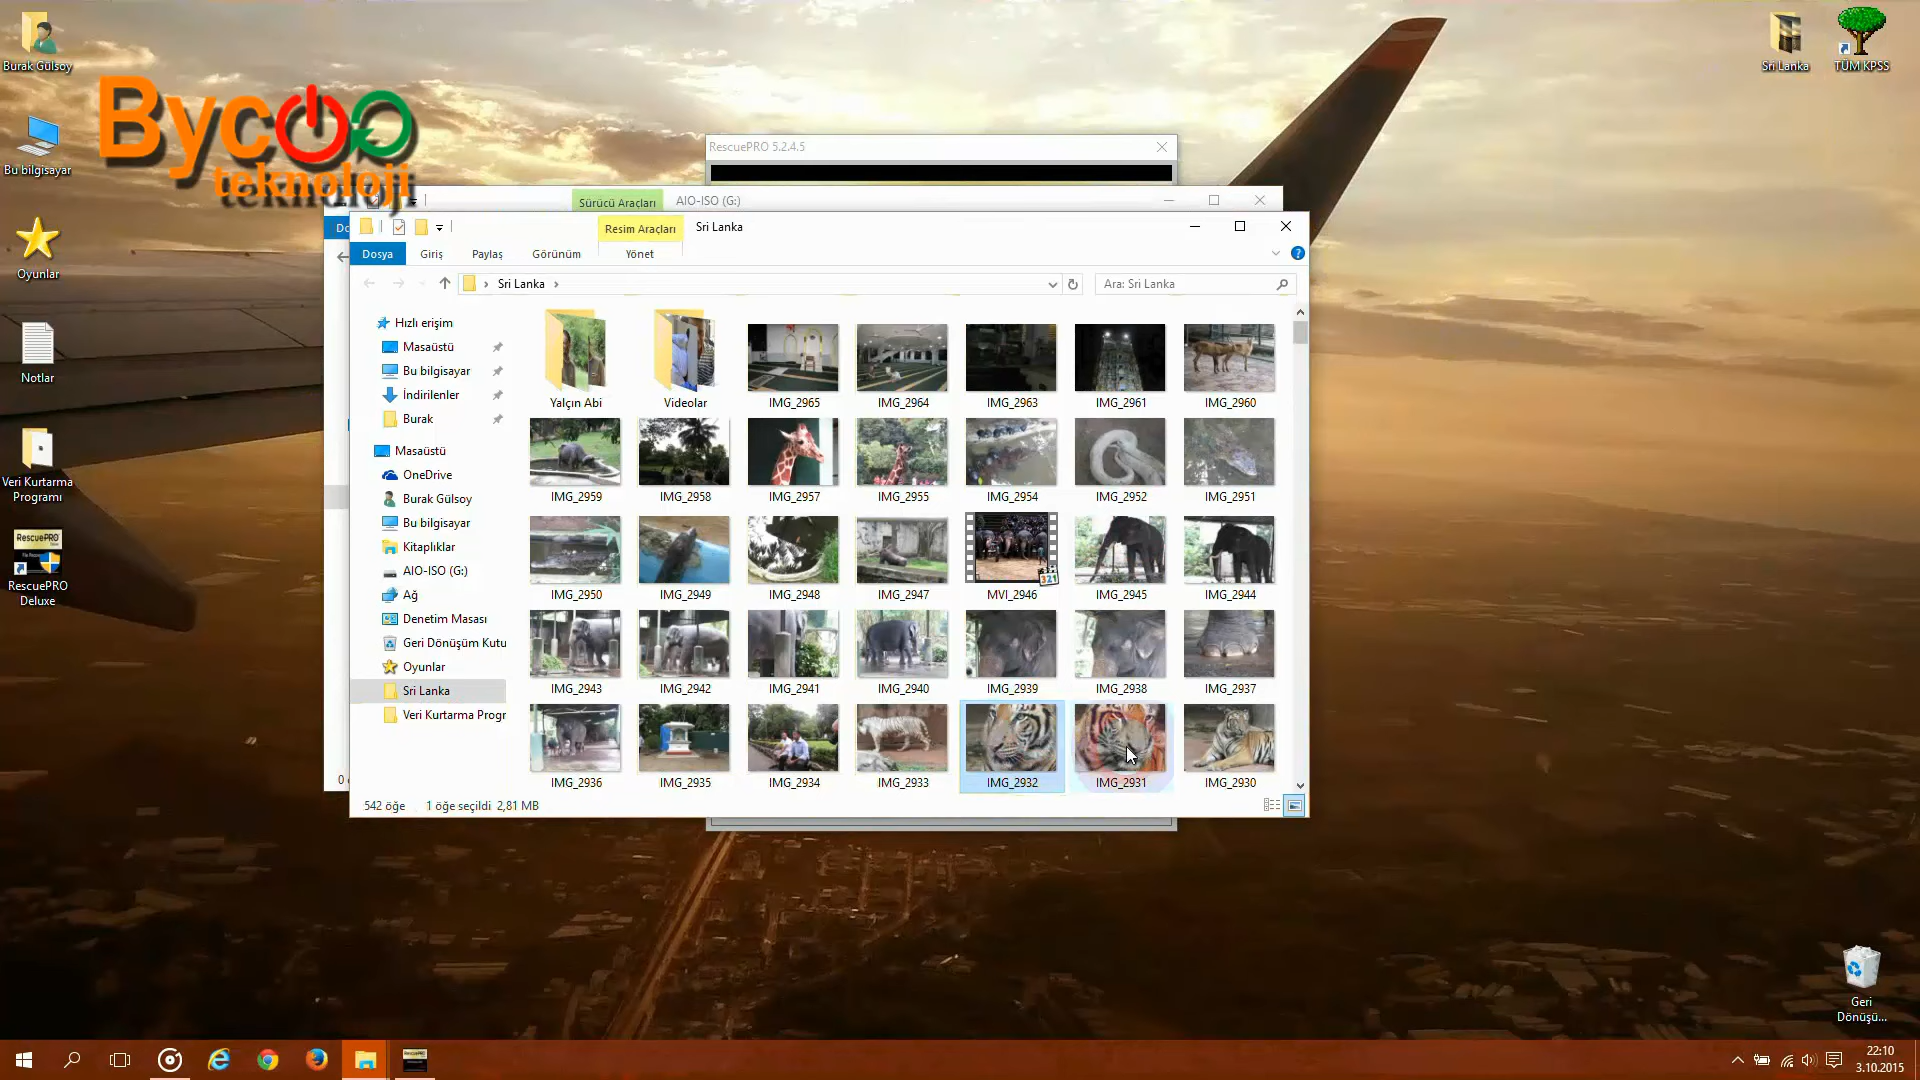 Burak Gülsoy
Bu bilgisayar
Oyunlar
Notlar
Veri Kurtarma
Programı
RescuePRO
RescuePRO
Deluxe
Bycoo
teknoloji
Sri Lanka
TÜM KPSS
RescuePRO 5.2.4.5
Sürücü Araçları
AIO-ISO (G:)
Do
Resim Araçları
Sri Lanka
Dosya
Giriş
Paylaş
Görünüm
Yönet
Sri Lanka
Ara: Sri Lanka
Hızlı erişim
Masaüstü
Bu bilgisayar
İndirilenler
Burak
Masaüstü
OneDrive
Burak Gülsoy
Bu bilgisayar
Kitaplıklar
AIO-ISO (G:)
Ağ
Denetim Masası
Geri Dönüşüm Kutu
Oyunlar
Sri Lanka
Veri Kurtarma Progr
Yalçın Abi
Videolar
IMG_2965
IMG_2964
IMG_2963
IMG_2961
IMG_2960
IMG_2959
IMG_2958
IMG_2957
IMG_2955
IMG_2954
IMG_2952
IMG_2951
IMG_2950
IMG_2949
IMG_2948
IMG_2947
321
MVI_2946
IMG_2945
IMG_2944
IMG_2943
IMG_2942
IMG_2941
IMG_2940
IMG_2939
IMG_2938
IMG_2937
IMG_2936
IMG_2935
IMG_2934
IMG_2933
IMG_2932
IMG_2931
IMG_2930
0
542 öğe
1 öğe seçildi 2,81 MB
Geri
Dönüşü...
22:10
3.10.2015